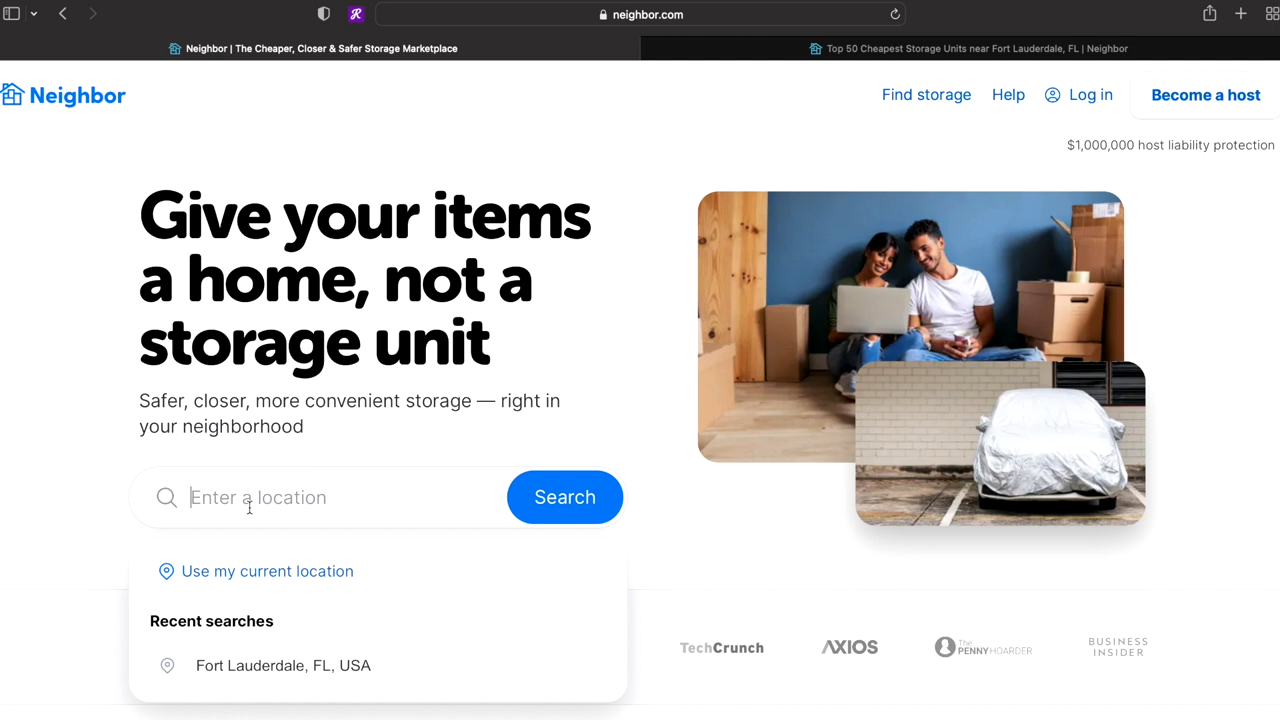 neighbor.com
Neighbor | The Cheaper, Closer & Safer Storage Marketplace
Top 50 Cheapest Storage Units near Fort Lauderdale, FL | Neighbor
Neighbor
Find storage
Help
Log in
Become a host
$1,000,000 host liability protection
Give your items
a home, not a
storage unit
Safer, closer, more convenient storage — right in
your neighborhood
Enter a location
Search
Use my current location
Recent searches
Fort Lauderdale, FL, USA
TechCrunch
AXIOS
The
PENNY HOARDER
BUSINESS
INSIDER